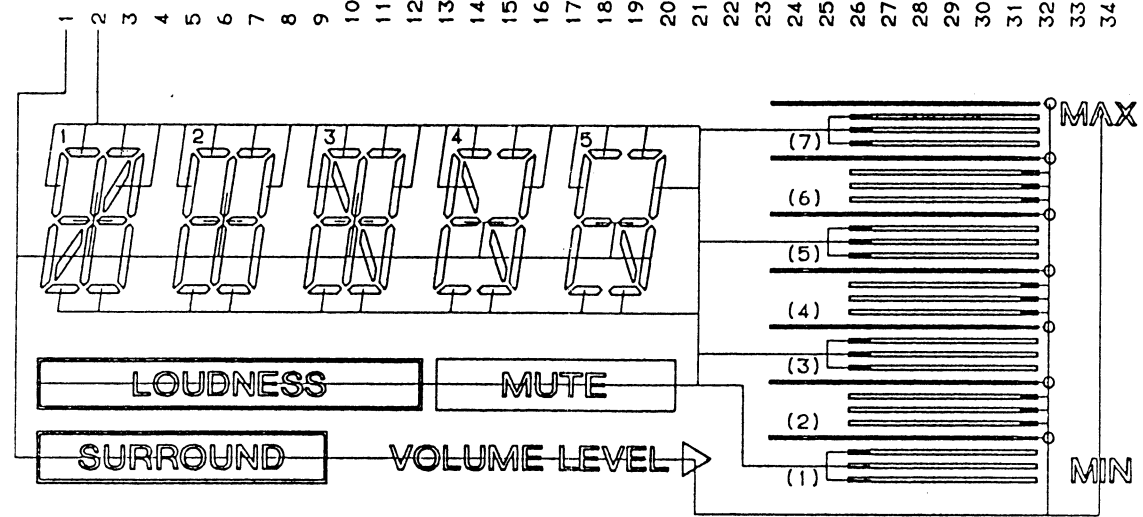 1 2 3 4 5 6 7 8 9 10 11 12 13 14 15 16 17 18 19 20 21 22 23 24 25 26 27 28 29 30 31 32 33 34
MAX
1 2 3 4 5
(7)
(6)
(5)
(4)
(3)
LOUDNESS MUTE
(2)
SURROUND VOLUME LEVEL
(1) MIN